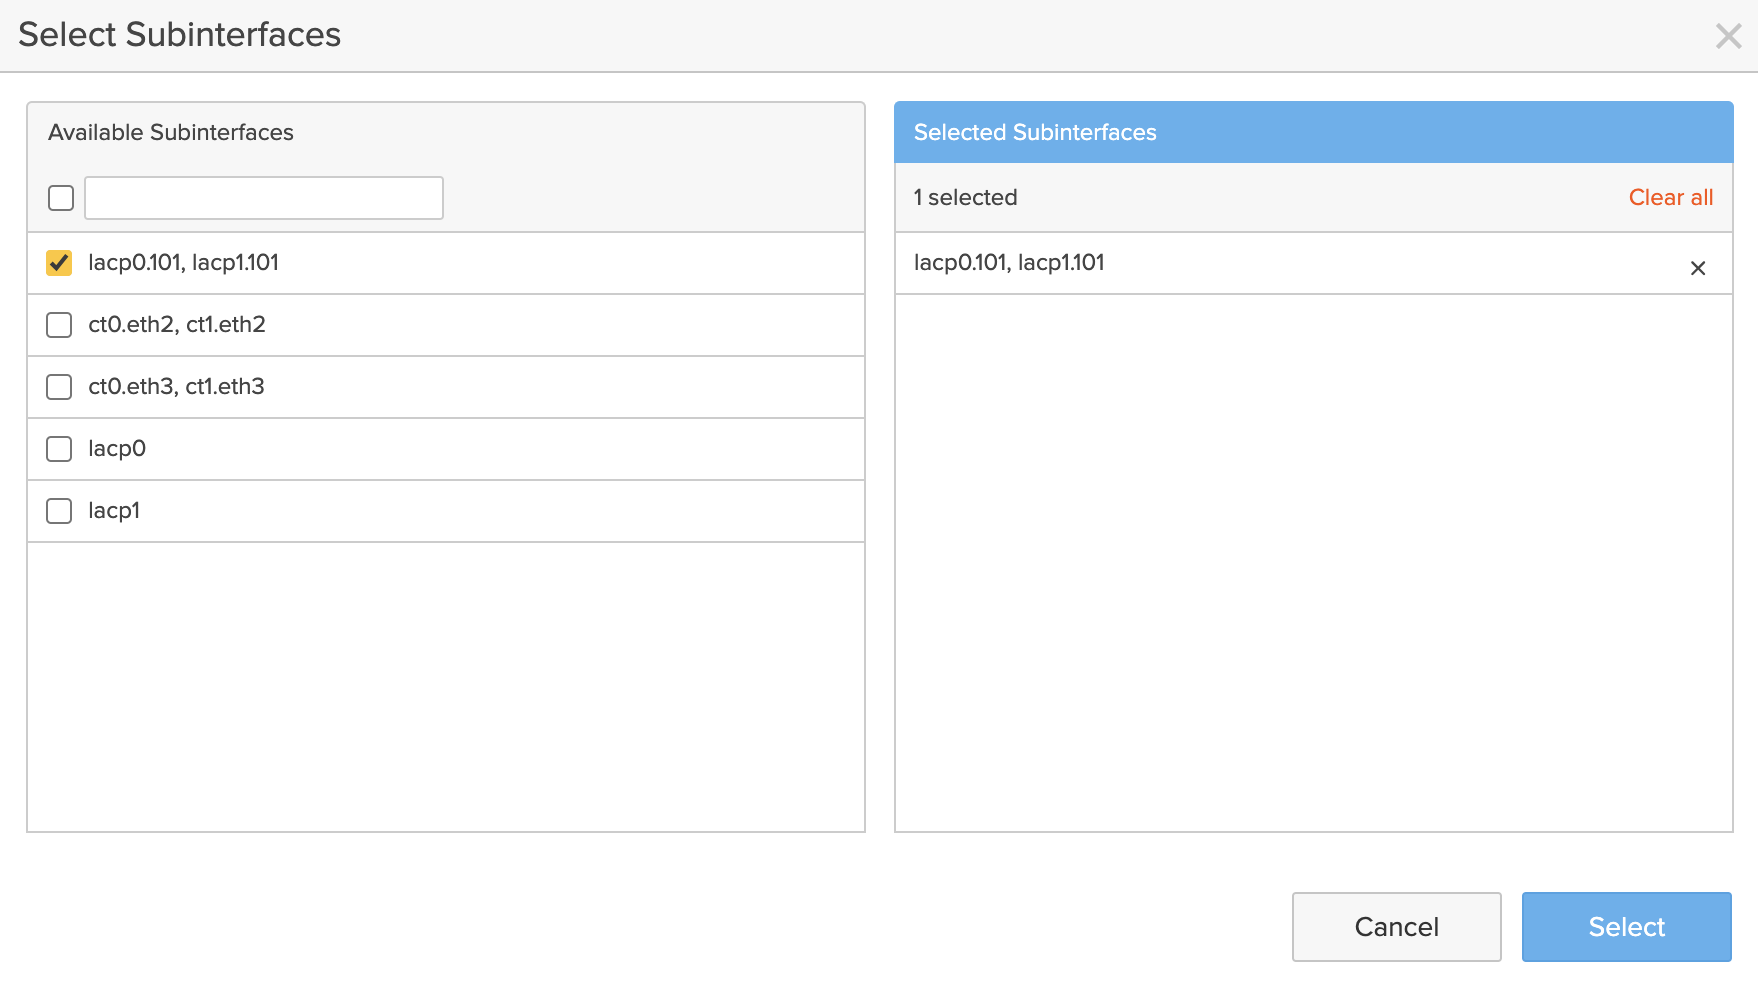 Select Subinterfaces
Available Subinterfaces
lacp0.101, lacp1.101
ct0.eth2, ct1.eth2
ct0.eth3, ct1.eth3
lacp0
lacp1
Selected Subinterfaces
1 selected
Clear all
lacp0.101, lacp1.101
Cancel
Select